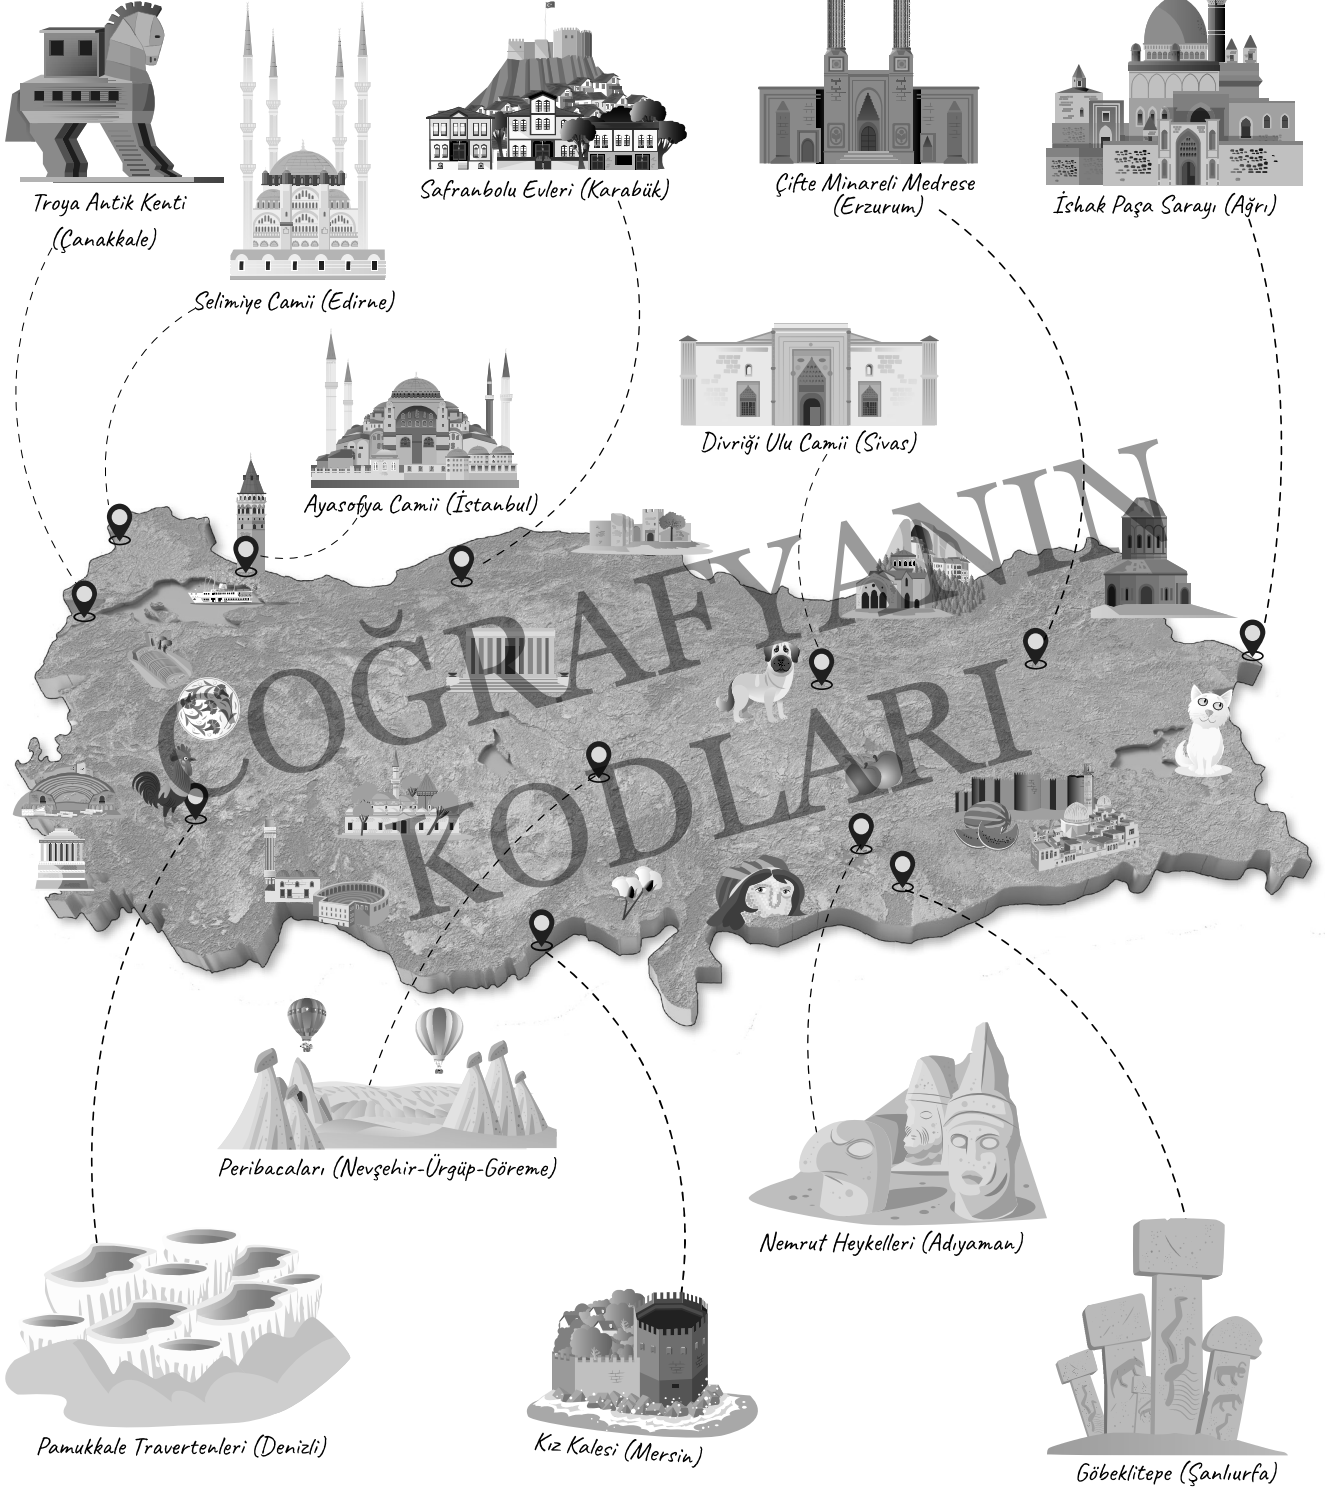 Troya Antik Kenti
(Çanakkale)
Selimiye Camii (Edirne)
Safranbolu Evleri (Karabük)
Çifte Minareli Medrese
(Erzurum)
İshak Paşa Sarayı (Ağrı)
Ayasofya Camii (İstanbul)
Divriği Ulu Camii (Sivas)
COĞRAFYANIN
KODLARI
Peribacaları (Nevşehir-Ürgüp-Göreme)
Nemrut Heykelleri (Adıyaman)
Pamukkale Travertenleri (Denizli)
Kız Kalesi (Mersin)
Göbeklitepe (Şanlıurfa)